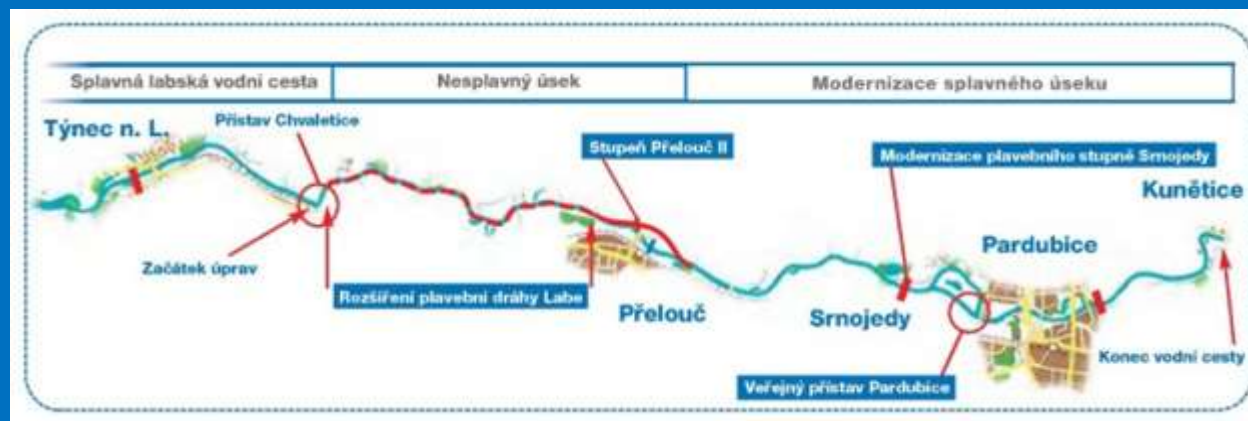 Splavná labská vodní cesta
Nesplavný úsek
Modernizace splavného úseku
Týnec n. L.
Přístav Chvaletice
Stupeň Přelouč II
Modernizace plavebního stupně Srnojedy
Kunětice
Pardubice
Začátek úprav
Rozšíření plavební dráhy Labe
Přelouč
Srnojedy
Konec vodní cesty
Veřejný přístav Pardubice